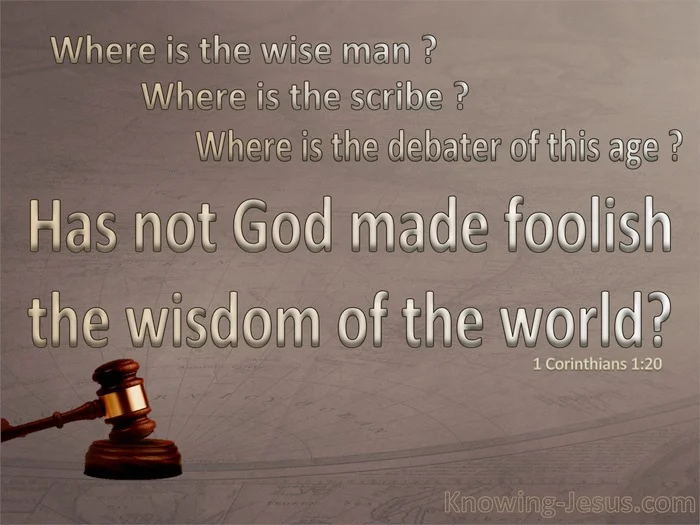 Where is the wise man ?
Where is the scribe ?
Where is the debater of this age ?
Has not God made foolish
the wisdom of the world?
1 Corinthians 1:20
Knowing-Jesus.com